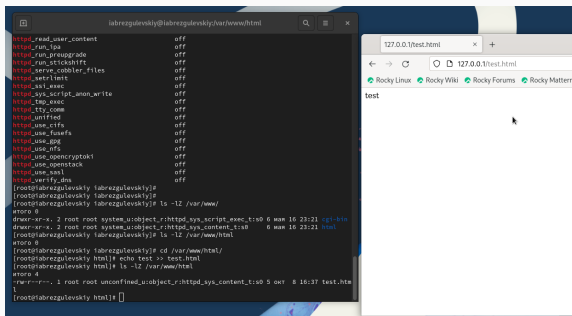 iabrezgulevskiy@iabrezgulevskiy:/var/www/html
httpd_read_user_content off
httpd_run_ipa off
httpd_run_preupgrade off
httpd_run_stickshift off
httpd_serve_cobbler_files off
httpd_setrlimit off
httpd_ssi_exec off
httpd_sys_script_anon_write off
httpd_tmp_exec off
httpd_tty_comm off
httpd_unified off
httpd_use_cifs off
httpd_use_fusefs off
httpd_use_gpg off
httpd_use_nfs off
httpd_use_opencryptoki off
httpd_use_openstack off
httpd_use_sasl off
httpd_verify_dns off
[root@iabrezgulevskiy iabrezgulevskiy]#
[root@iabrezgulevskiy iabrezgulevskiy]#
[root@iabrezgulevskiy iabrezgulevskiy]# ls -lZ /var/www/
итого 0
drwxr-xr-x. 2 root root system_u:object_r:httpd_sys_script_exec_t:s0 6 мая 16 23:21 cgi-bin
drwxr-xr-x. 2 root root system_u:object_r:httpd_sys_content_t:s0 6 мая 16 23:21 html
[root@iabrezgulevskiy iabrezgulevskiy]# ls -lZ /var/www/html
итого 0
[root@iabrezgulevskiy iabrezgulevskiy]# cd /var/www/html/
[root@iabrezgulevskiy html]# echo test >> test.html
[root@iabrezgulevskiy html]# ls -lZ /var/www/html
итого 4
-rw-r--r--. 1 root root unconfined_u:object_r:httpd_sys_content_t:s0 5 окт 8 16:37 test.htm
l
[root@iabrezgulevskiy html]#
127.0.0.1/test.html
127.0.0.1/test.html
Rocky Linux Rocky Wiki Rocky Forums Rocky Mattern
test